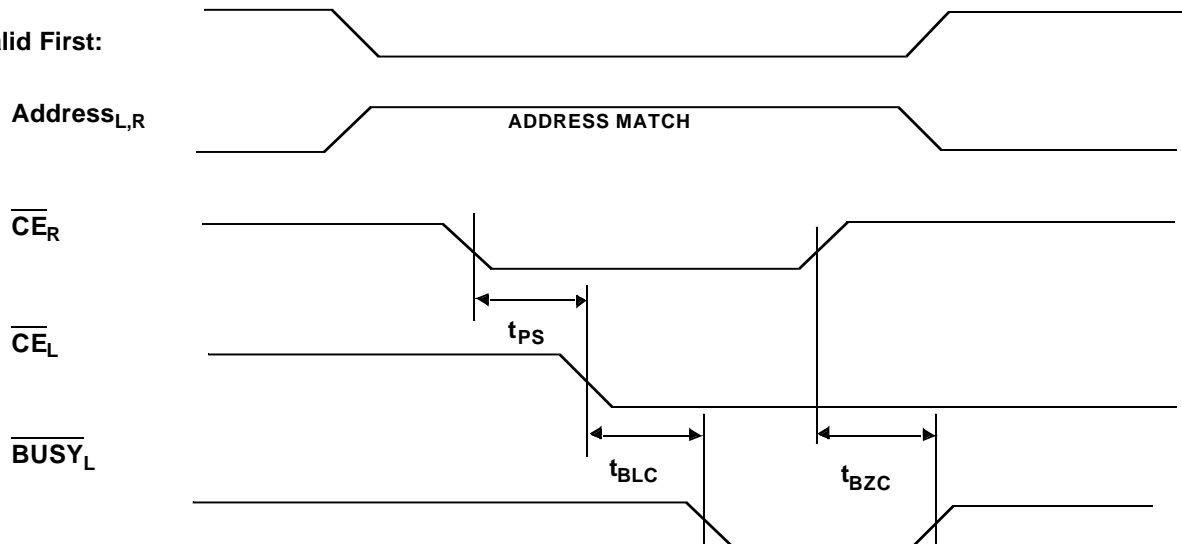 lid First:
Address_L,R
ADDRESS MATCH
CE_R
t_PS
CE_L
BUSY_L
t_BLC
t_BZC